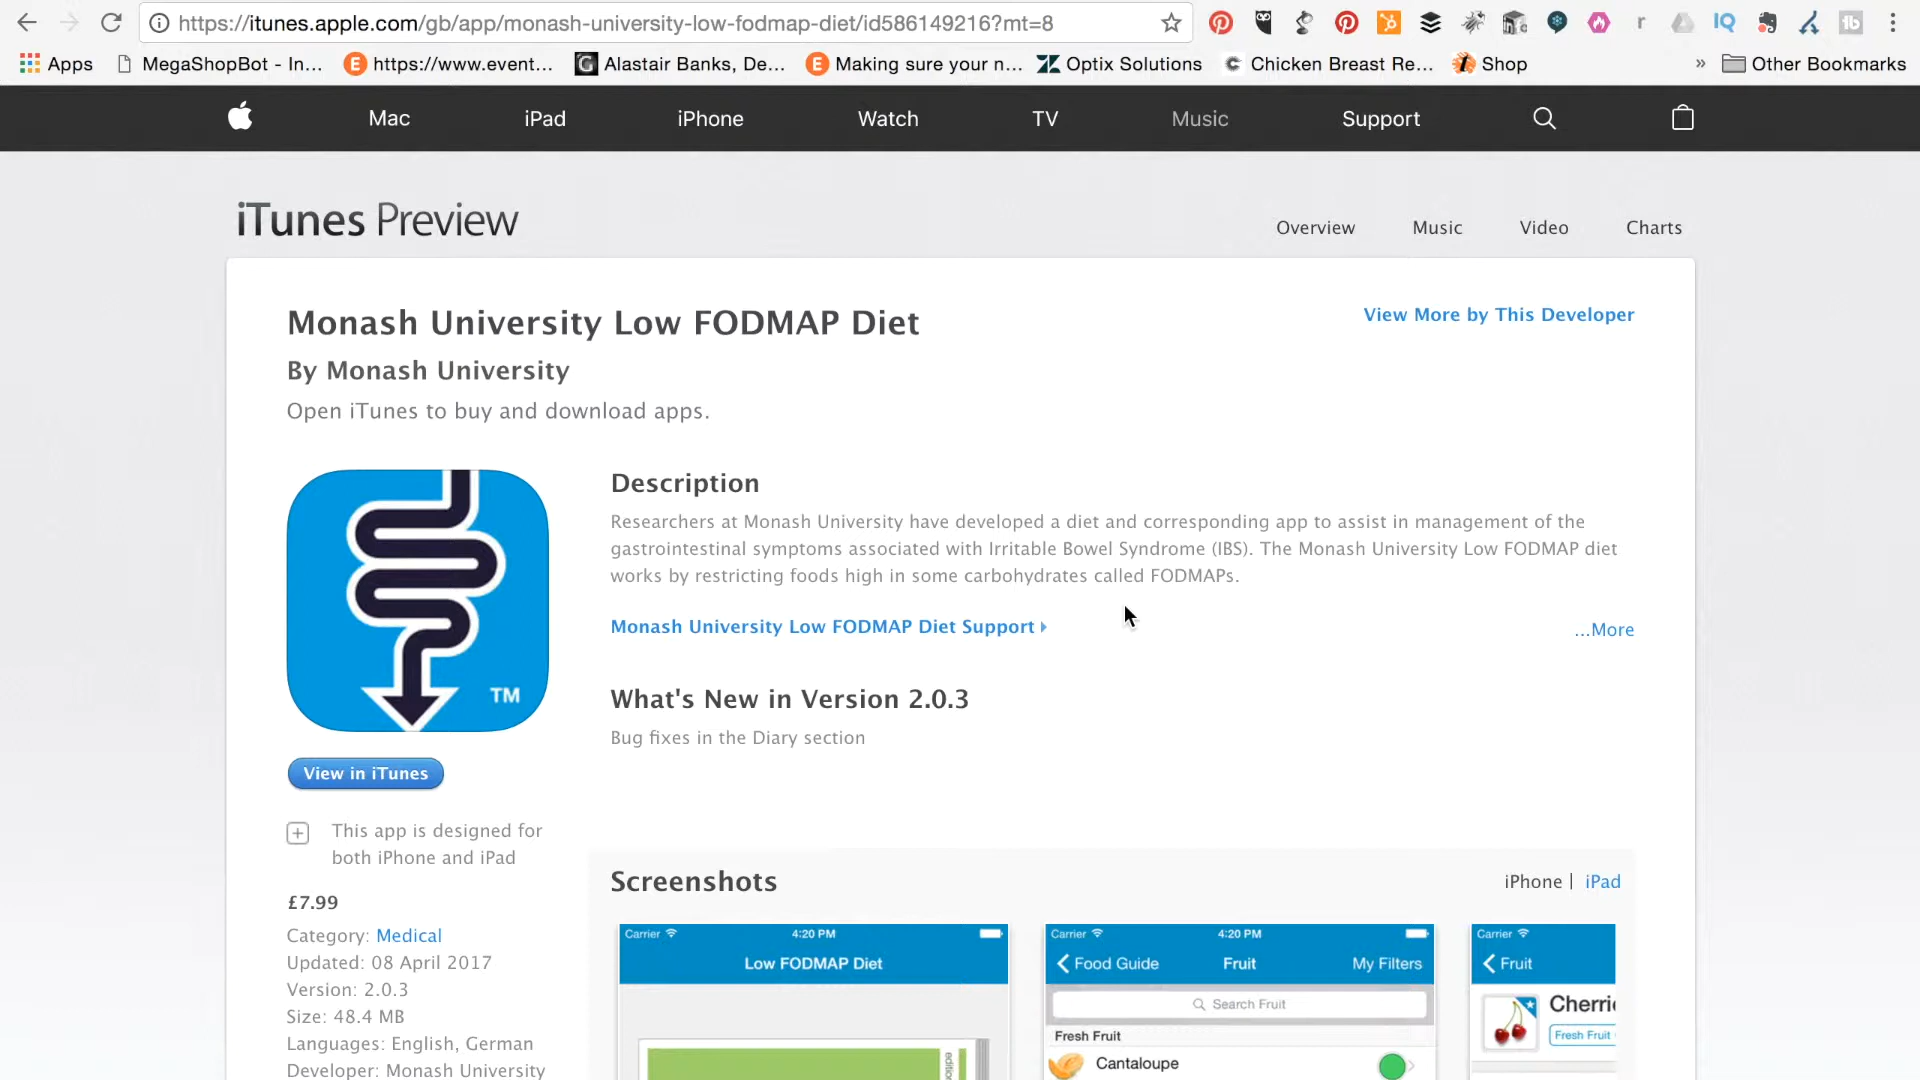 https://itunes.apple.com/gb/app/monash-university-low-fodmap-diet/id586149216?mt=8
Apps MegaShopBot - In... https://www.event... Alastair Banks, De... Making sure your n... Optix Solutions Chicken Breast Re... Shop » Other Bookmarks
Mac iPad iPhone Watch TV Music Support
iTunes Preview
Overview Music Video Charts
Monash University Low FODMAP Diet
View More by This Developer
By Monash University
Open iTunes to buy and download apps.
TM
View in iTunes
This app is designed for
both iPhone and iPad
£7.99
Category: Medical
Updated: 08 April 2017
Version: 2.0.3
Size: 48.4 MB
Languages: English, German
Developer: Monash University
Description
Researchers at Monash University have developed a diet and corresponding app to assist in management of the
gastrointestinal symptoms associated with Irritable Bowel Syndrome (IBS). The Monash University Low FODMAP diet
works by restricting foods high in some carbohydrates called FODMAPs.
Monash University Low FODMAP Diet Support
...More
What's New in Version 2.0.3
Bug fixes in the Diary section
Screenshots
iPhone | iPad
Carrier 4:20 PM
Low FODMAP Diet
edition
Carrier 4:20 PM
Food Guide Fruit My Filters
Search Fruit
Fresh Fruit
Cantaloupe
Carrier
Fruit
Cherrie
Fresh Fruit